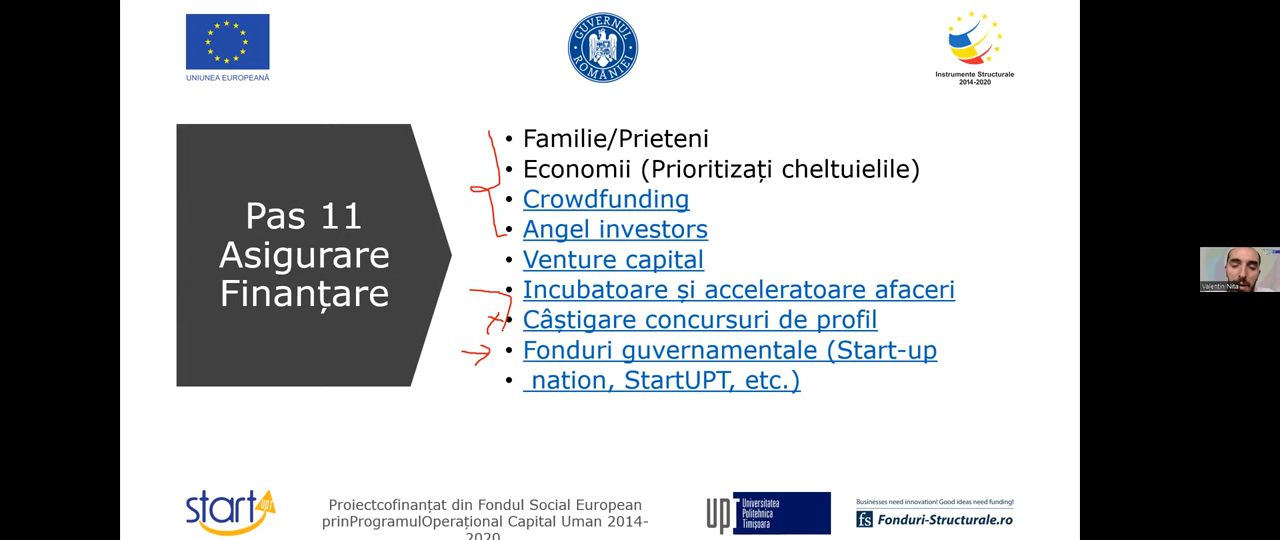 UNIUNEA EUROPEANĂ
GUVERNUL ROMÂNIEI
Instrumente Structurale
2014-2020
Pas 11
Asigurare
Finanțare
• Familie/Prieteni
• Economii (Prioritizați cheltuielile)
• Crowdfunding
• Angel investors
• Venture capital
• Incubatoare și acceleratoare afaceri
• Câștigare concursuri de profil
• Fonduri guvernamentale (Start-up
• nation, StartUPT, etc.)
Valentin Nita
start UPT
Proiectcofinanțat din Fondul Social European
prinProgramulOperațional Capital Uman 2014-
2020
UPT
Universitatea
Politehnica
Timișoara
Businesses need innovation! Good ideas need funding!
fs Fonduri-Structurale.ro